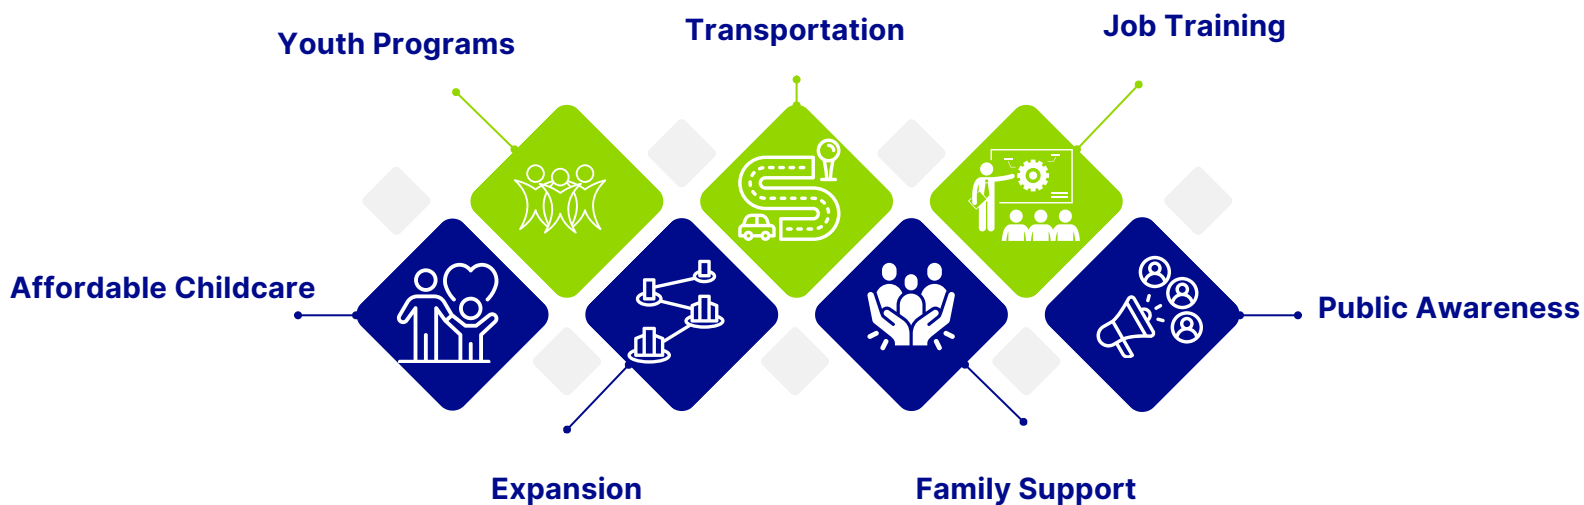 Youth Programs
Transportation
Job Training
Affordable Childcare
Public Awareness
Expansion
Family Support